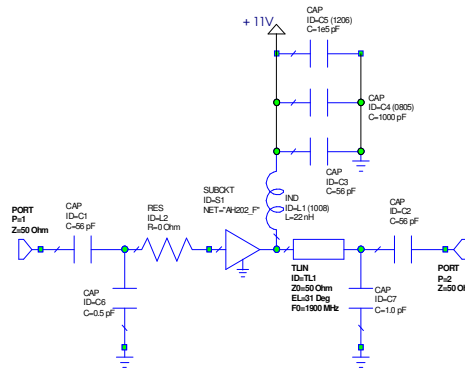 + 11V
CAP
ID=C5 (1206)
C=1e5 pF
CAP
ID=C4 (0805)
C=1000 pF
CAP
ID=C3
C=56 pF
SUBCKT
ID=S1
NET="AH202_F"
IND
ID=L1 (1008)
L=22 nH
PORT
P=1
Z=50 Ohm
CAP
ID=C1
C=56 pF
RES
ID=L2
R=0 Ohm
CAP
ID=C2
C=56 pF
TLIN
ID=TL1
Z0=50 Ohm
EL=31 Deg
F0=1900 MHz
PORT
P=2
Z=50 O
CAP
ID=C6
C=0.5 pF
CAP
ID=C7
C=1.0 pF